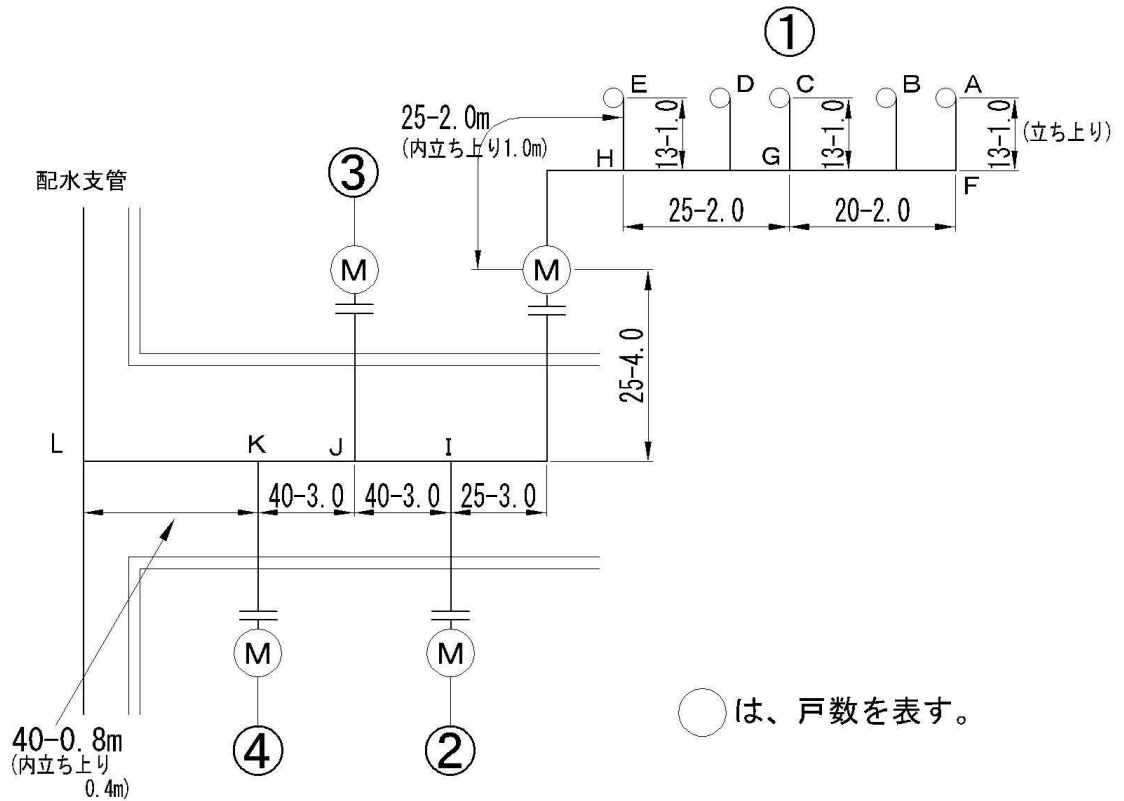 ①
E
D
C
B
A
25-2.0m
(内立ち上り1.0m)
13-1.0
13-1.0
13-1.0
(立ち上り)
H
G
F
③
配水支管
25-2.0
20-2.0
M
M
25-4.0
L
K
J
I
40-3.0
40-3.0
25-3.0
M
M
40-0.8m
(内立ち上り
0.4m)
④
②
◯は、戸数を表す。